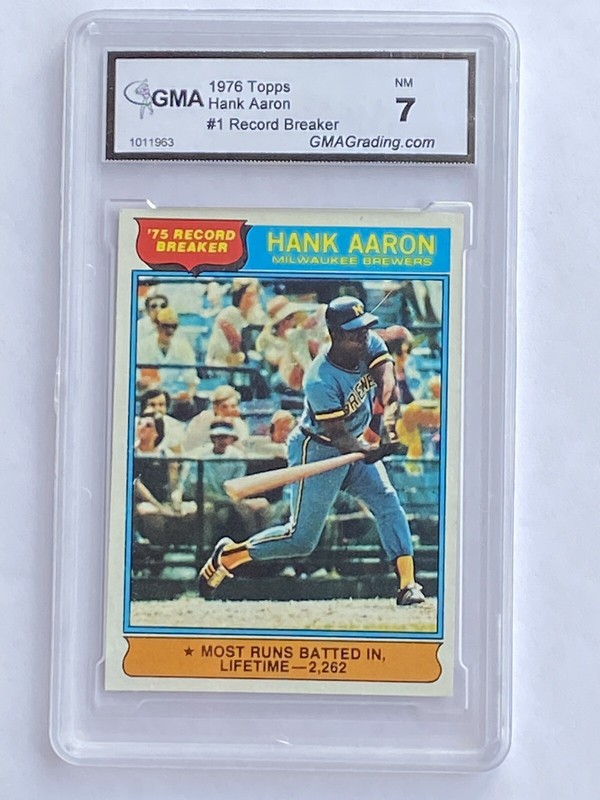 GMA
1976 Topps
Hank Aaron
#1 Record Breaker
NM
7
1011963
GMAGrading.com
'75 RECORD
BREAKER
HANK AARON
MILWAUKEE BREWERS
★ MOST RUNS BATTED IN,
LIFETIME—2,262